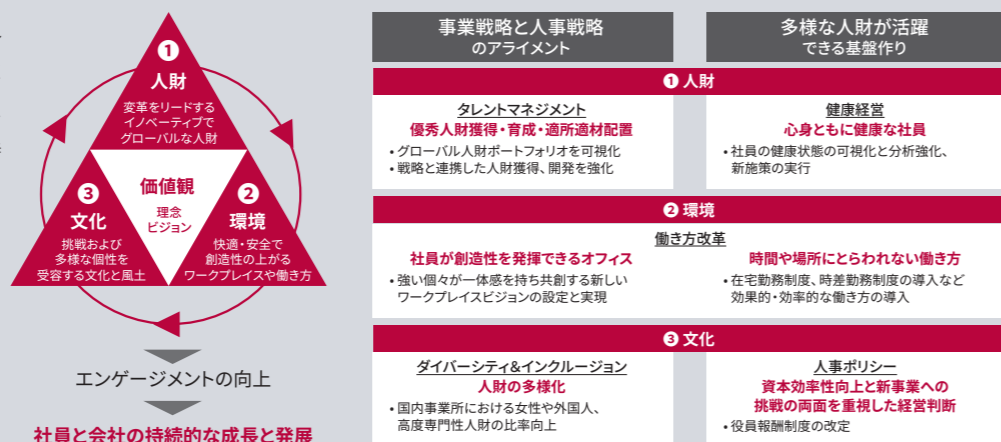 ❶
人財
変革をリードする
イノベーティブで
グローバルな人財
価値観
理念
ビジョン
❸
文化
挑戦および
多様な個性を
受容する文化と風土
❷
環境
快適・安全で
創造性の上がる
ワークプレイスや働き方
エンゲージメントの向上
社員と会社の持続的な成長と発展
事業戦略と人事戦略
のアライメント
多様な人財が活躍
できる基盤作り
❶ 人財
タレントマネジメント
優秀人財獲得・育成・適所適材配置
• グローバル人財ポートフォリオを可視化
• 戦略と連携した人財獲得、開発を強化
健康経営
心身ともに健康な社員
• 社員の健康状態の可視化と分析強化、
新施策の実行
❷ 環境
働き方改革
社員が創造性を発揮できるオフィス
• 強い個々が一体感を持ち共創する新しい
ワークプレイスビジョンの設定と実現
時間や場所にとらわれない働き方
• 在宅勤務制度、時差勤務制度の導入など
効果的・効率的な働き方の導入
❸ 文化
ダイバーシティ&インクルージョン
人財の多様化
• 国内事業所における女性や外国人、
高度専門性人財の比率向上
人事ポリシー
資本効率性向上と新事業への
挑戦の両面を重視した経営判断
• 役員報酬制度の改定